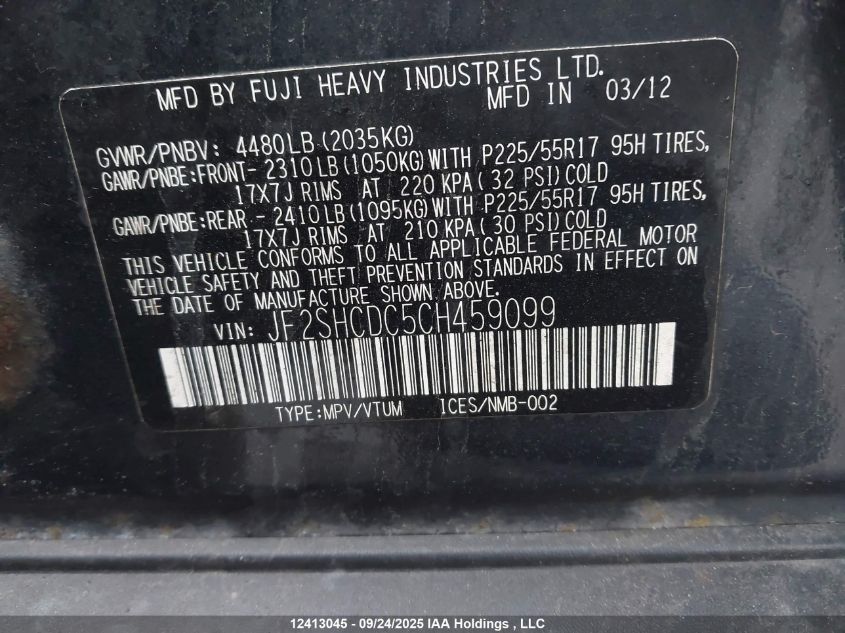 MFD BY FUJI HEAVY INDUSTRIES LTD.
MFD IN 03/12
GVWR/PNBV: 4480LB(2035KG)
GAWR/PNBE:FRONT- 2310LB(1050KG)WITH P225/55R17 95H TIRES,
17X7J RIMS AT 220 KPA( 32 PSI)COLD
GAWR/PNBE:REAR - 2410LB(1095KG)WITH P225/55R17 95H TIRES,
17X7J RIMS AT 210 KPA( 30 PSI)COLD
THIS VEHICLE CONFORMS TO ALL APPLICABLE FEDERAL MOTOR
VEHICLE SAFETY AND THEFT PREVENTION STANDARDS IN EFFECT ON
THE DATE OF MANUFACTURE SHOWN ABOVE.
VIN: JF2SHCDC5CH459099
TYPE:MPV/VTUM ICES/NMB-002
12413045 - 09/24/2025 IAA Holdings , LLC